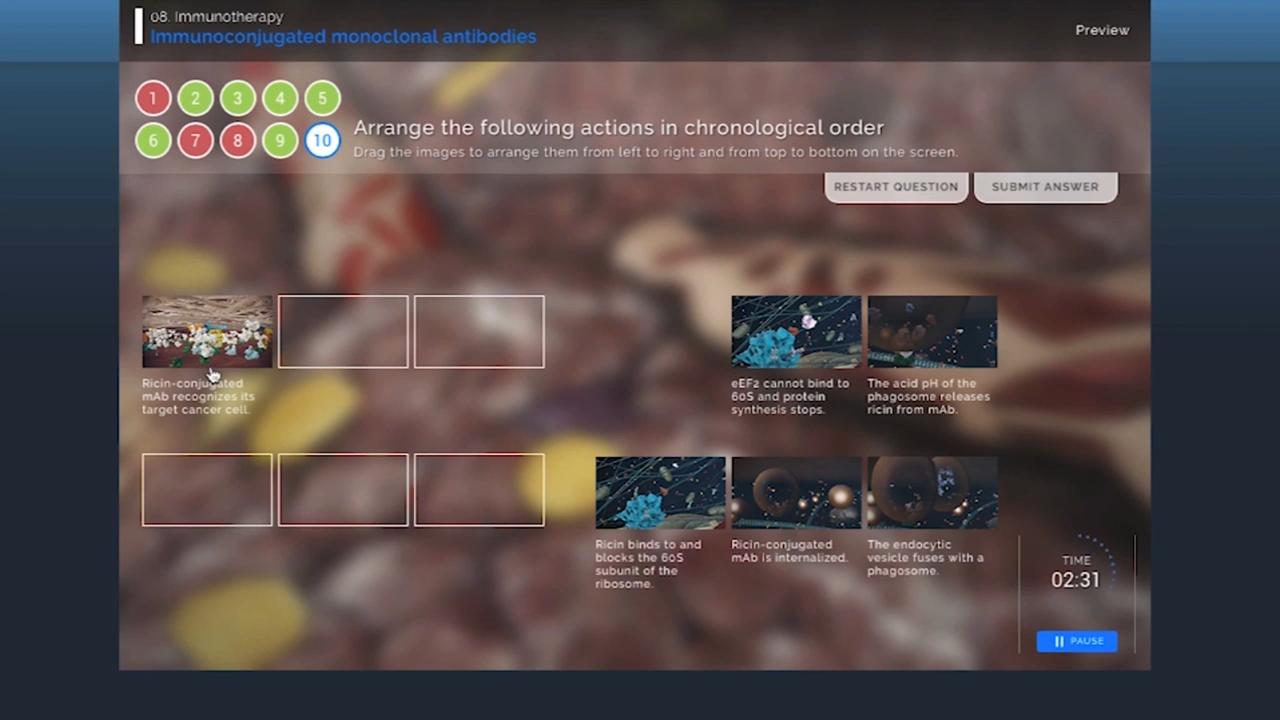 08. Immunotherapy
Immunoconjugated monoclonal antibodies
Preview
1 2 3 4 5
6 7 8 9 10
Arrange the following actions in chronological order
Drag the images to arrange them from left to right and from top to bottom on the screen.
RESTART QUESTION
SUBMIT ANSWER
Ricin-conjugated
mAb recognizes its
target cancer cell.
eEF2 cannot bind to
60S and protein
synthesis stops.
The acid pH of the
phagosome releases
ricin from mAb.
Ricin binds to and
blocks the 60S
subunit of the
ribosome.
Ricin-conjugated
mAb is internalized.
The endocytic
vesicle fuses with a
phagosome.
TIME
02:31
PAUSE